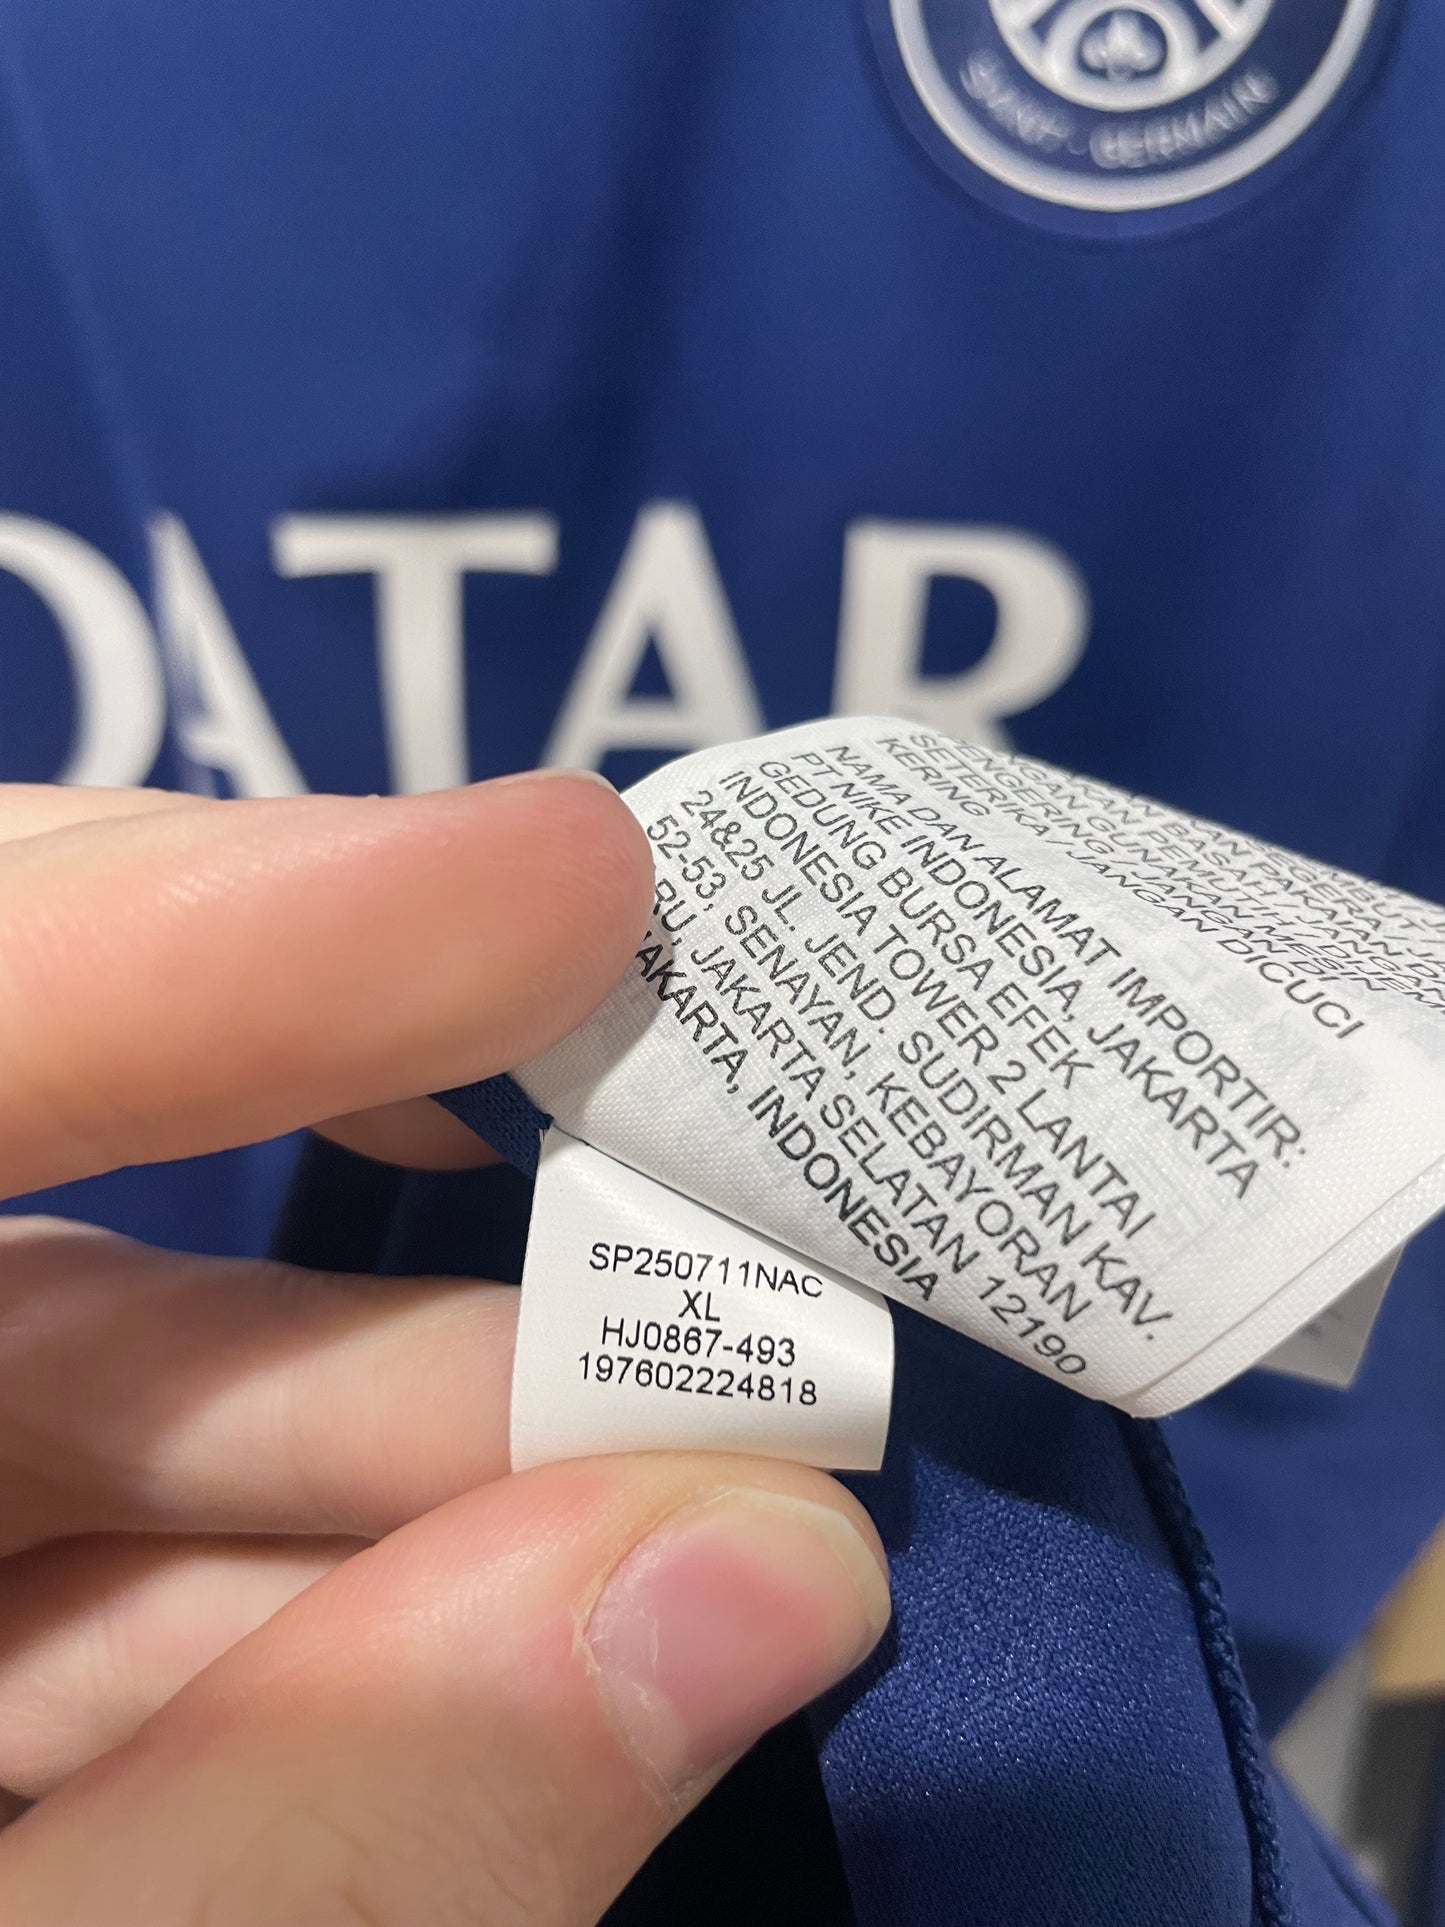 SAINT-GERMAIN
QATAR
SETERIKA / JANGAN DICUCI
KERING
NAMA DAN ALAMAT IMPORTIR:
PT NIKE INDONESIA, JAKARTA
GEDUNG BURSA EFEK
INDONESIA TOWER 2 LANTAI
24&25 JL. JEND. SUDIRMAN KAV.
52-53, SENAYAN, KEBAYORAN
RU, JAKARTA SELATAN 12190
JAKARTA, INDONESIA
SP250711NAC
XL
HJ0867-493
197602224818